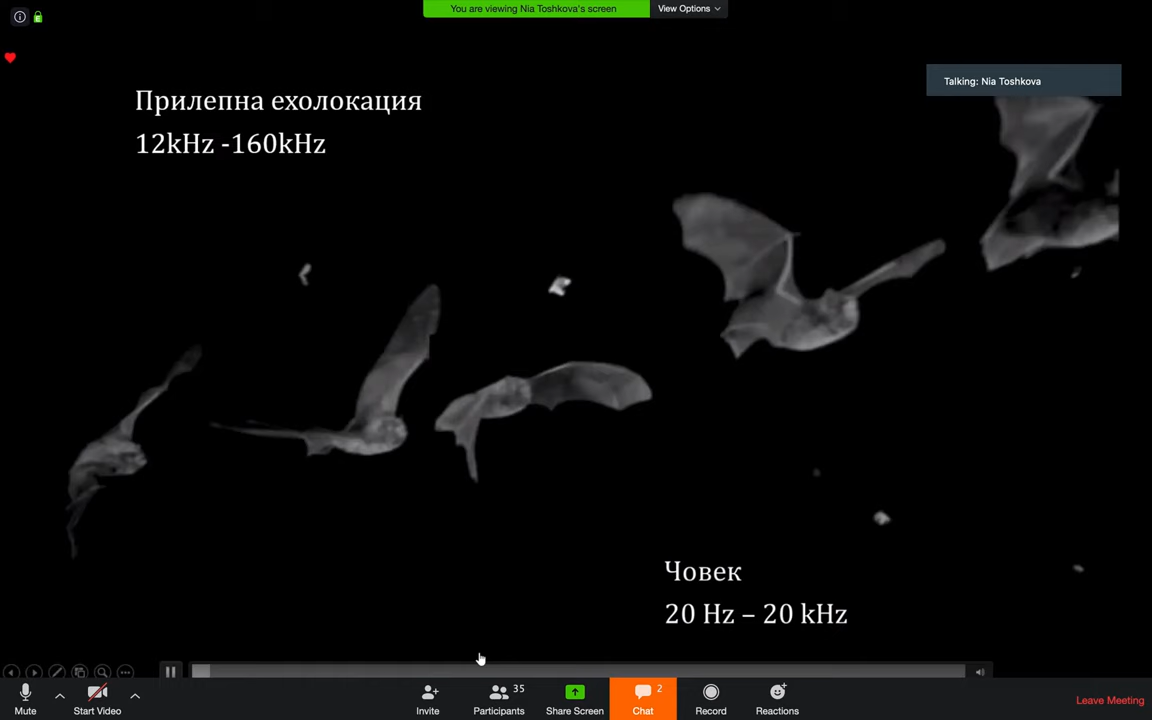 You are viewing Nia Toshkova's screen
View Options
Talking: Nia Toshkova
Прилепна ехолокация
12kHz -160kHz
Човек
20 Hz – 20 kHz
Mute
Start Video
Invite
35
Participants
Share Screen
2
Chat
Record
Reactions
Leave Meeting